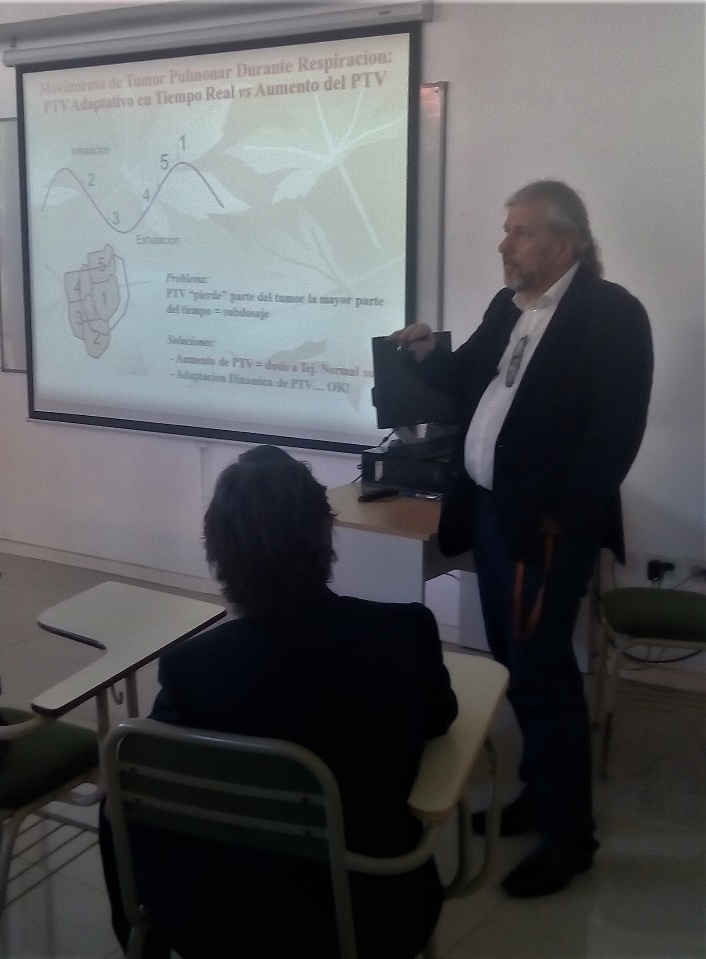 Movimiento de Tumor Pulmonar Durante Respiracion:
PTV Adaptativo en Tiempo Real vs Aumento del PTV
Inhalacion
1
5
2
4
3
Exhalacion
5
4
1
3
2
Problema:
PTV "pierde" parte del tumor la mayor parte
del tiempo = subdosaje
Soluciones:
- Aumento de PTV = dosis a Tej. Normal
- Adaptacion Dinamica de PTV... OK!